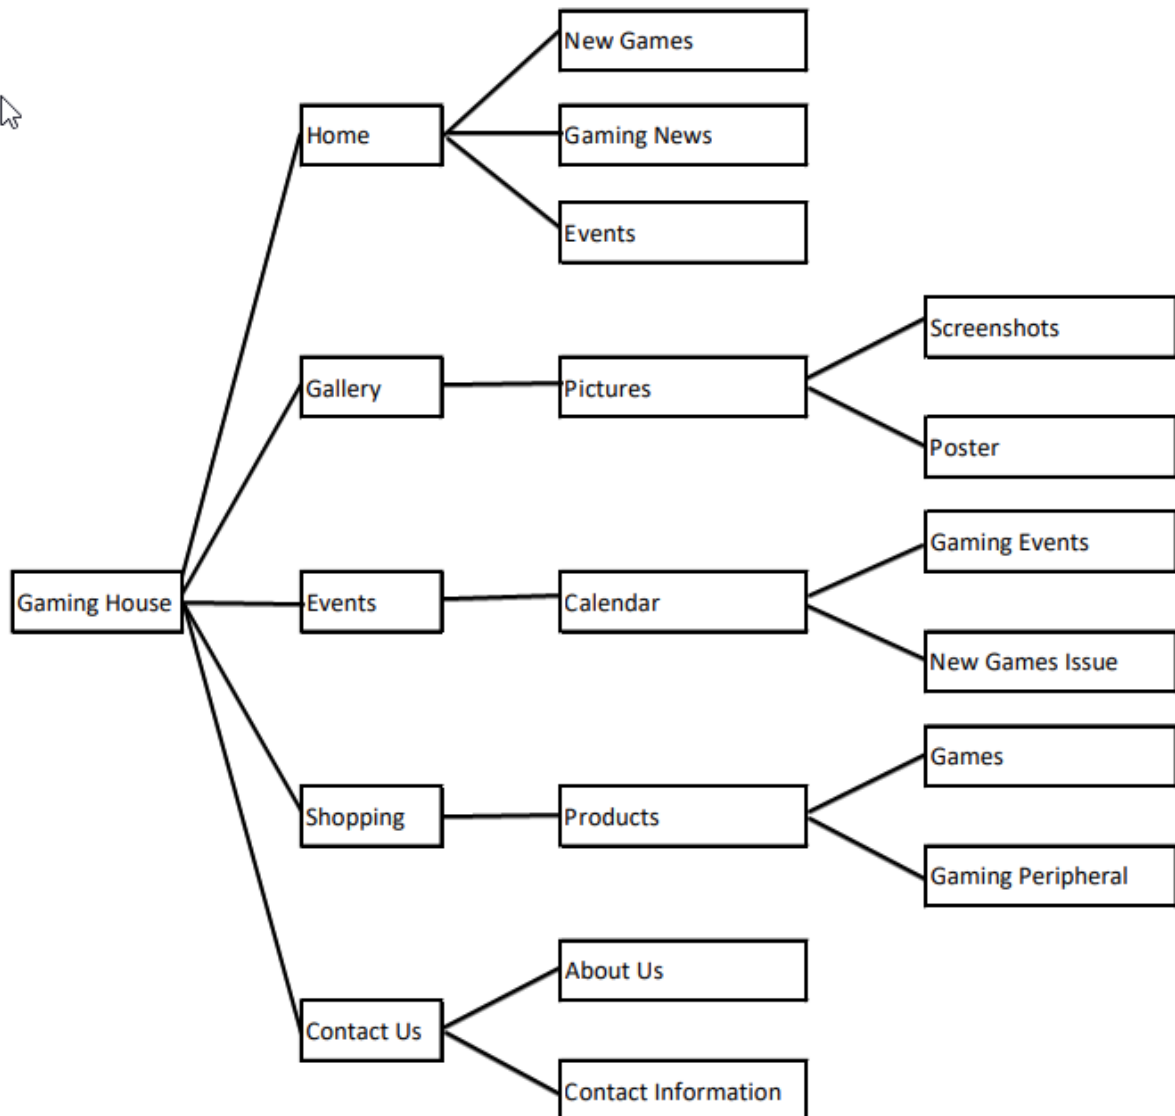 New Games
Home
Gaming News
Events
Screenshots
Gallery
Pictures
Poster
Gaming Events
Gaming House
Events
Calendar
New Games Issue
Games
Shopping
Products
Gaming Peripheral
About Us
Contact Us
Contact Information